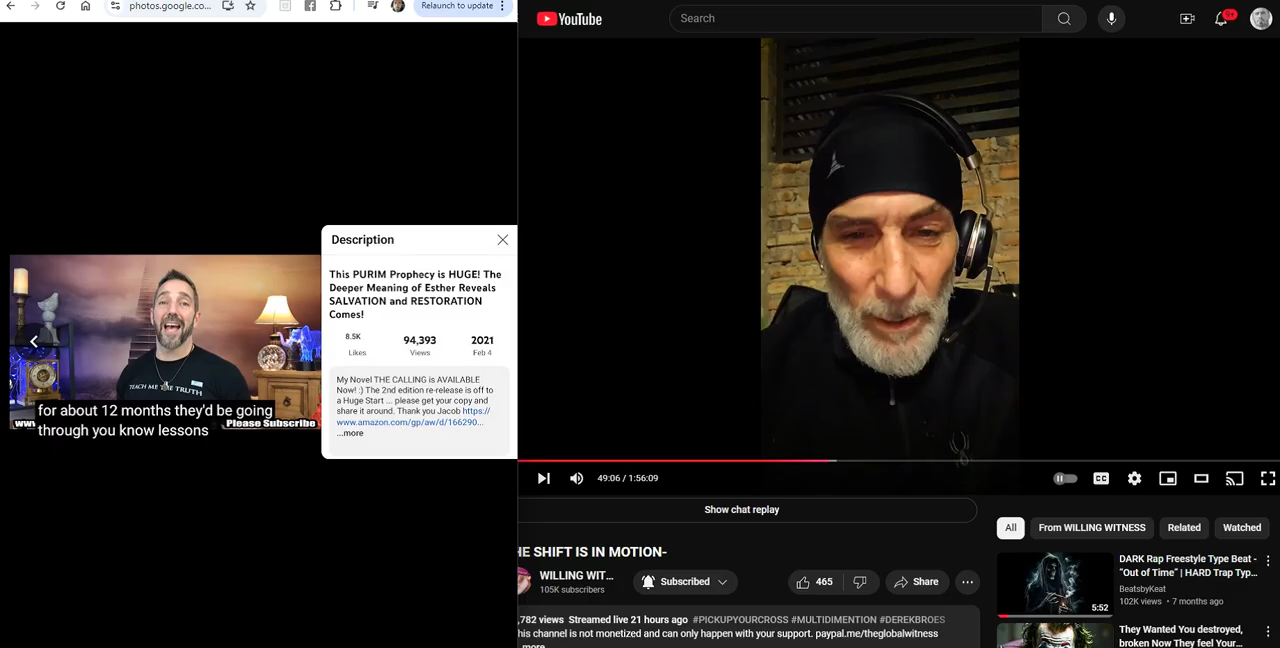 photos.google.co...
Relaunch to update
TEACH ME THE TRUTH
for about 12 months they'd be going
through you know lessons
www
Please Subscribe
Description
This PURIM Prophecy is HUGE! The
Deeper Meaning of Esther Reveals
SALVATION and RESTORATION
Comes!
8.5K
94,393
2021
Likes
Views
Feb 4
My Novel THE CALLING is AVAILABLE
Now! :) The 2nd edition re-release is off to
a Huge Start ... please get your copy and
share it around. Thank you Jacob https://
www.amazon.com/gp/aw/d/166290...
...more
YouTube
Search
9+
49:06 / 1:56:09
CC
Show chat replay
HE SHIFT IS IN MOTION-
WILLING WIT...
105K subscribers
Subscribed
465
Share
,782 views Streamed live 21 hours ago #PICKUPYOURCROSS #MULTIDIMENTION #DEREKBROES
his channel is not monetized and can only happen with your support. paypal.me/theglobalwitness
...more
All
From WILLING WITNESS
Related
Watched
5:52
DARK Rap Freestyle Type Beat -
"Out of Time" | HARD Trap Typ...
BeatsbyKeat
102K views • 7 months ago
They Wanted You destroyed,
broken Now They feel Your...